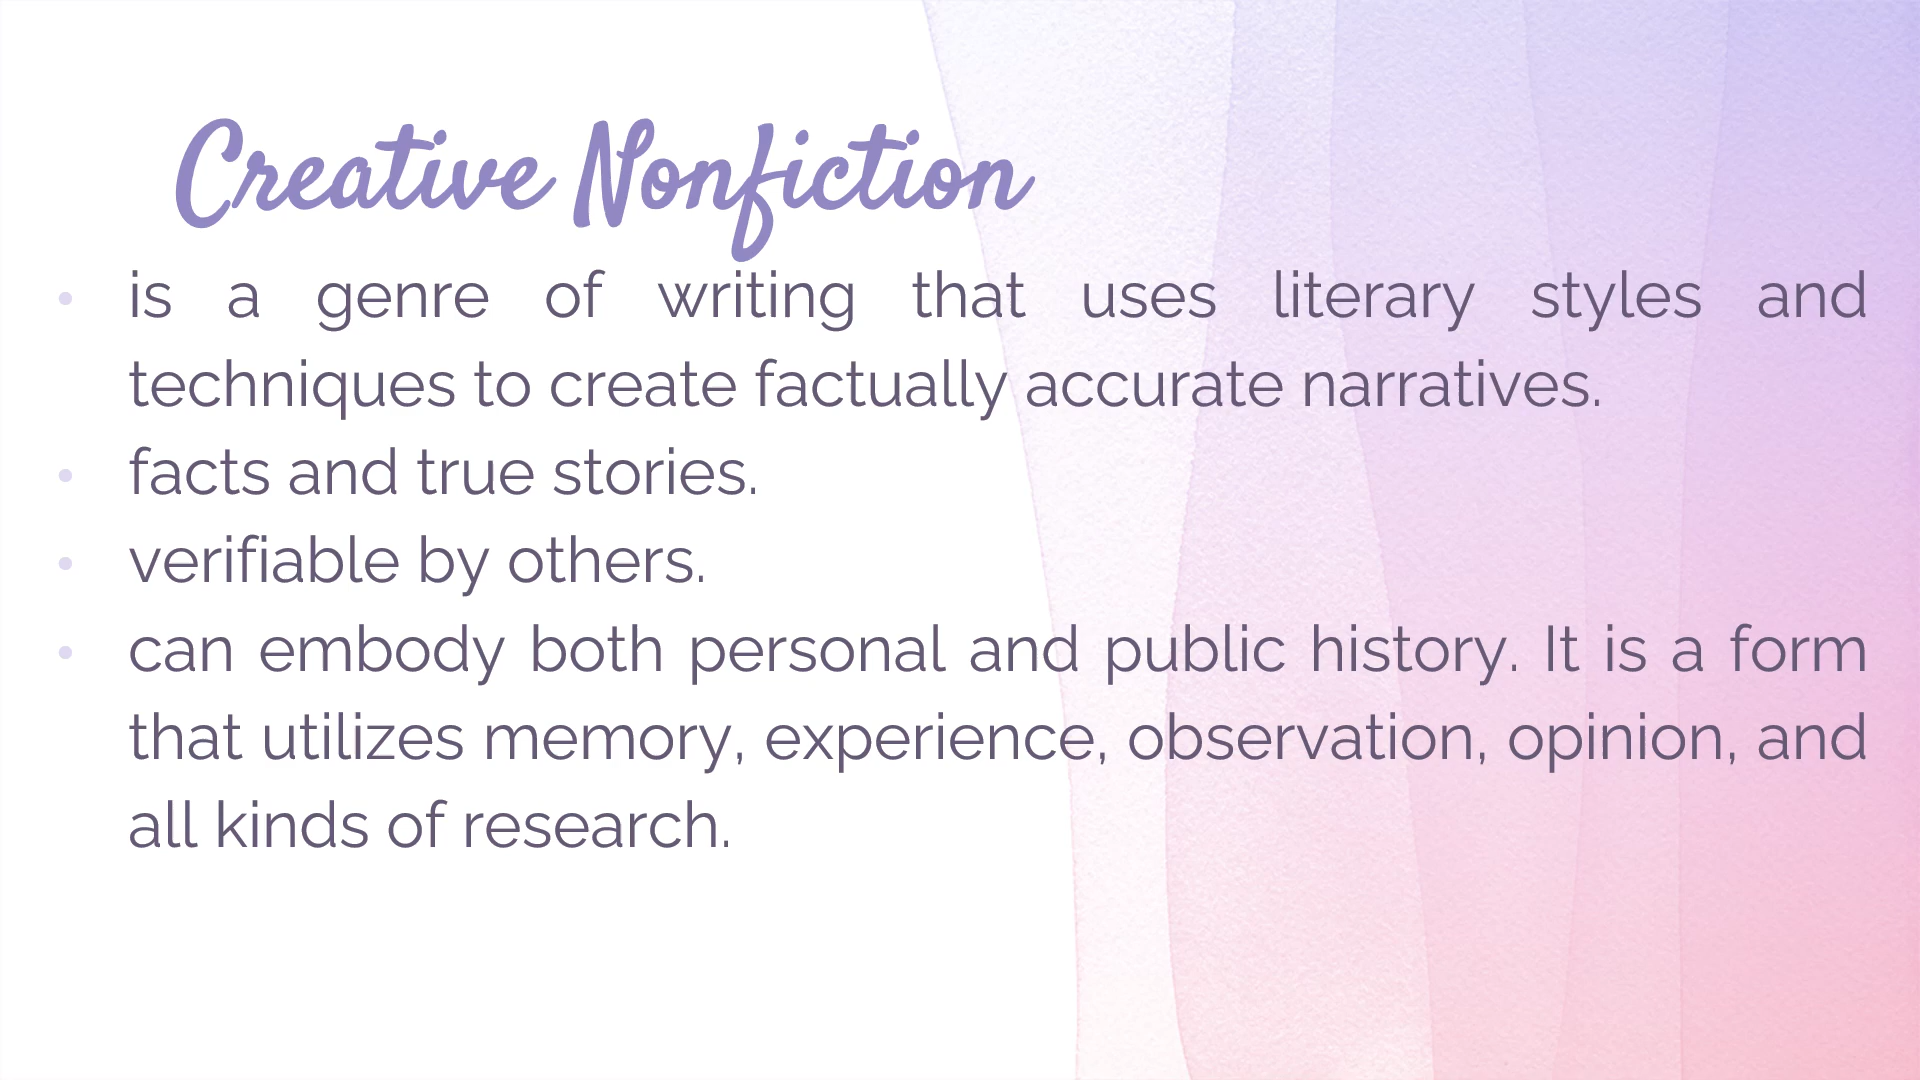 Creative Nonfiction
• is a genre of writing that uses literary styles and
techniques to create factually accurate narratives.
• facts and true stories.
• verifiable by others.
• can embody both personal and public history. It is a form
that utilizes memory, experience, observation, opinion, and
all kinds of research.